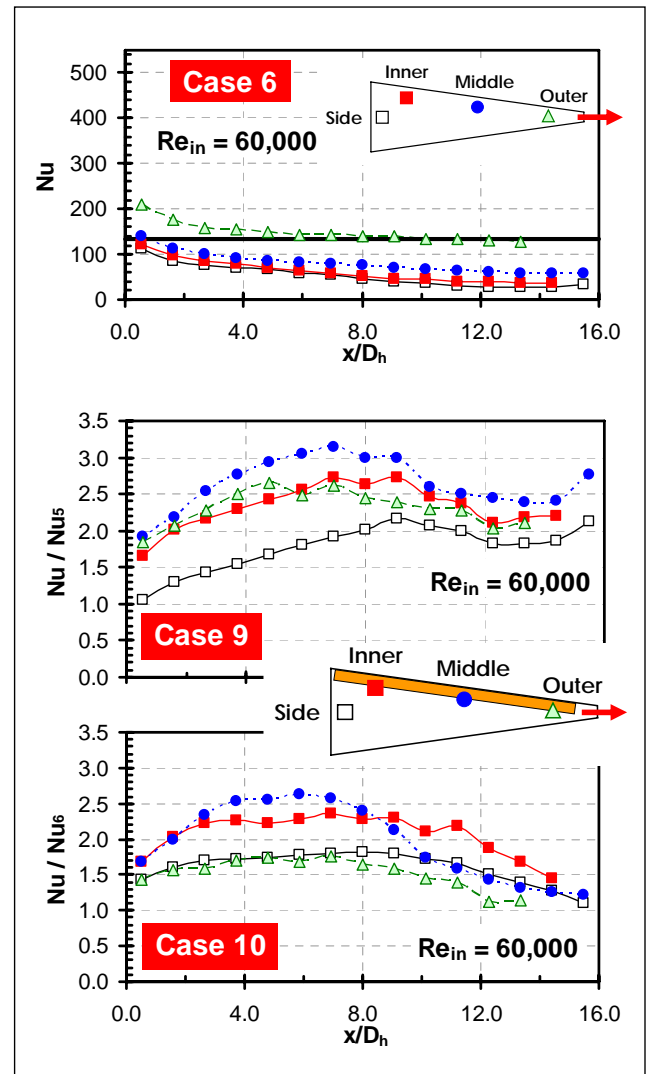 500
400
300
200
100
0
Nu
Case 6
Re_in = 60,000
Inner
Middle
Outer
Side
0.0 4.0 8.0 12.0 16.0
x/D_h
3.5
3.0
2.5
2.0
1.5
1.0
0.5
0.0
Nu / Nu_5
Re_in = 60,000
Case 9
Inner
Middle
Outer
Side
3.5
3.0
2.5
2.0
1.5
1.0
0.5
0.0
Nu / Nu_6
Case 10
Re_in = 60,000
0.0 4.0 8.0 12.0 16.0
x/D_h